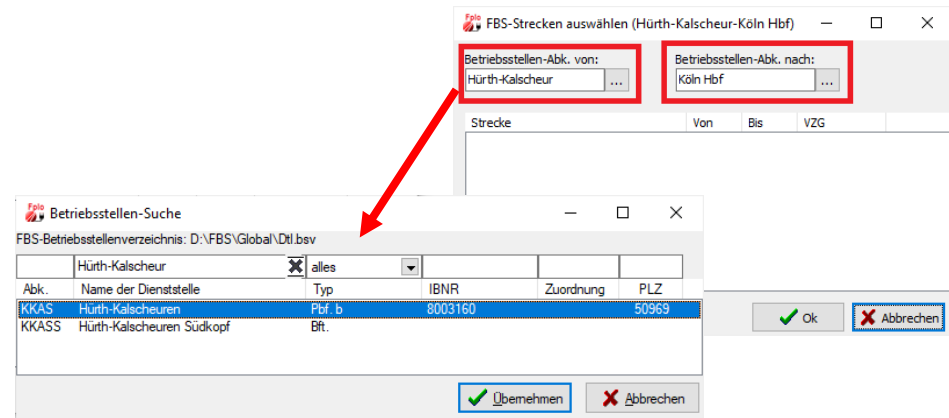 Fplo FBS-Strecken auswählen (Hürth-Kalscheur-Köln Hbf)
Betriebsstellen-Abk. von: Betriebsstellen-Abk. nach:
Hürth-Kalscheur ... Köln Hbf ...
Strecke Von Bis VZG
Fplo Betriebsstellen-Suche
FBS-Betriebsstellenverzeichnis: D:\FBS\Global\Dtl.bsv
Hürth-Kalscheur alles
Abk. Name der Dienststelle Typ IBNR Zuordnung PLZ
KKAS Hürth-Kalscheuren Pbf. b 8003160 50969
KKASS Hürth-Kalscheuren Südkopf Bft.
Ok Abbrechen
Übernehmen Abbrechen